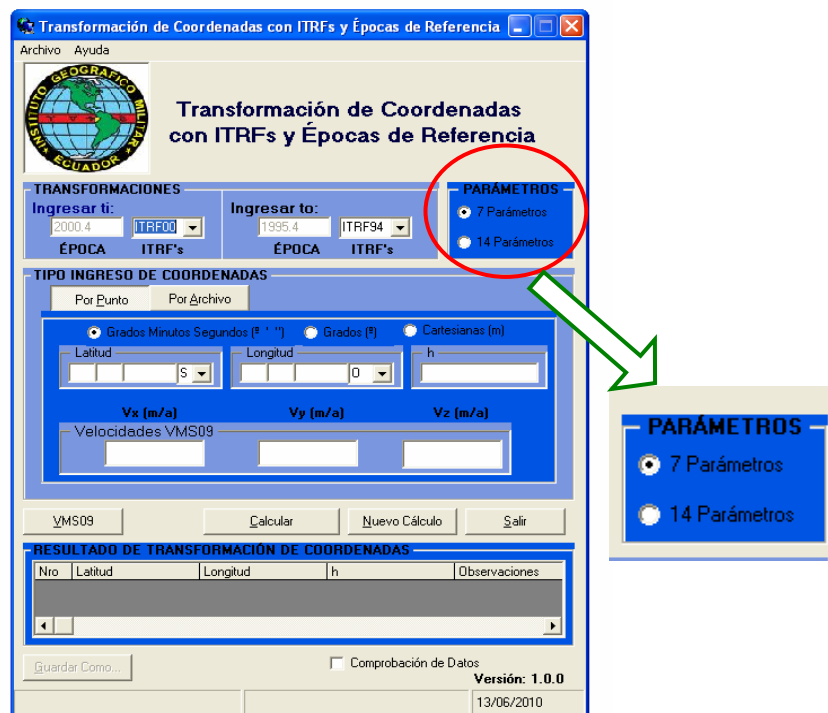 Transformación de Coordenadas con ITRFs y Épocas de Referencia
Archivo Ayuda
INSTITUTO GEOGRAFICO MILITAR
ECUADOR
Transformación de Coordenadas
con ITRFs y Épocas de Referencia
TRANSFORMACIONES
PARÁMETROS
Ingresar ti:
Ingresar to:
2000.4 ITRF00
1995.4 ITRF94
ÉPOCA ITRF's
ÉPOCA ITRF's
7 Parámetros
14 Parámetros
TIPO INGRESO DE COORDENADAS
Por Punto Por Archivo
Grados Minutos Segundos (º ' '') Grados (º) Cartesianas (m)
Latitud Longitud h
S O
Vx (m/a) Vy (m/a) Vz (m/a)
Velocidades VMS09
VMS09 Calcular Nuevo Cálculo Salir
RESULTADO DE TRANSFORMACIÓN DE COORDENADAS
Nro Latitud Longitud h Observaciones
Guardar Como... Comprobación de Datos
Versión: 1.0.0
13/06/2010
PARÁMETROS
7 Parámetros
14 Parámetros